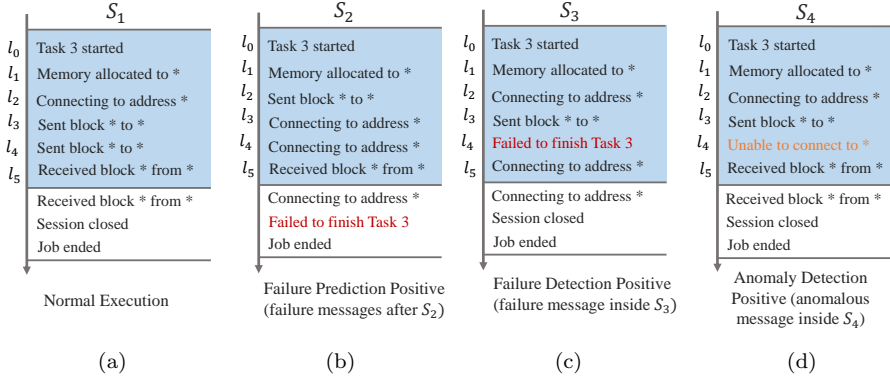 S1
l0 Task 3 started
l1 Memory allocated to *
l2 Connecting to address *
l3 Sent block * to *
l4 Sent block * to *
l5 Received block * from *
Received block * from *
Session closed
Job ended
Normal Execution
(a)
S2
l0 Task 3 started
l1 Memory allocated to *
l2 Sent block * to *
l3 Connecting to address *
l4 Connecting to address *
l5 Received block * from *
Connecting to address *
Failed to finish Task 3
Job ended
Failure Prediction Positive
(failure messages after S2)
(b)
S3
l0 Task 3 started
l1 Memory allocated to *
l2 Connecting to address *
l3 Sent block * to *
l4 Failed to finish Task 3
l5 Connecting to address *
Connecting to address *
Session closed
Job ended
Failure Detection Positive
(failure message inside S3)
(c)
S4
l0 Task 3 started
l1 Memory allocated to *
l2 Connecting to address *
l3 Sent block * to *
l4 Unable to connect to *
l5 Received block * from *
Received block * from *
Session closed
Job ended
Anomaly Detection
Positive (anomalous
message inside S4)
(d)